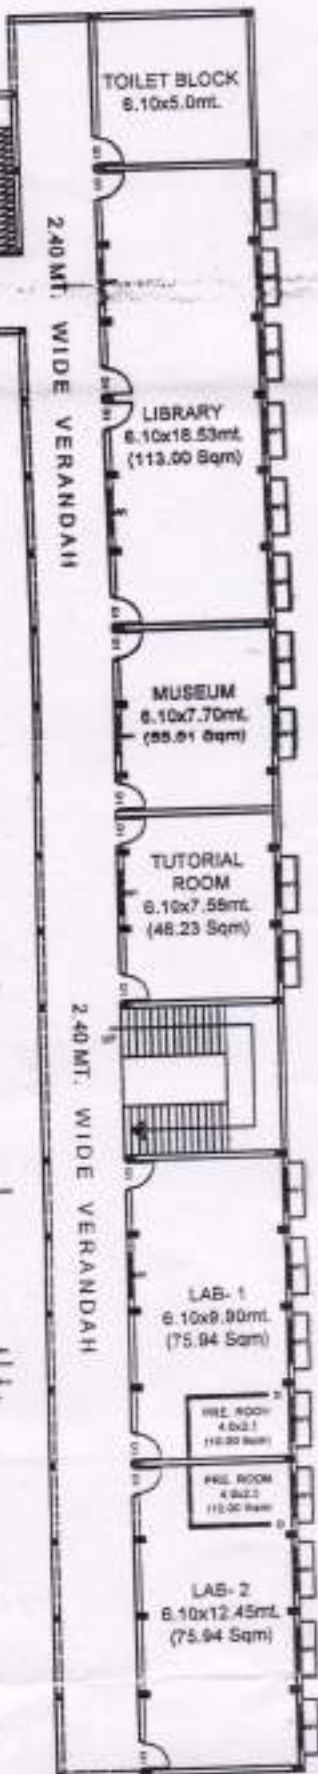 TOILET BLOCK
6.10x5.0mt.
2.40 MT. WIDE VERANDAH
LIBRARY
6.10x18.53mt.
(113.00 Sqm)
MUSEUM
6.10x7.70mt.
TUTORIAL
ROOM
6.10x7.58mt.
(46.23 Sqm)
2.40 MT. WIDE VERANDAH
LAB- 1
6.10x9.90mt.
(75.94 Sqm)
PRE. ROOM
PRE. ROOM
LAB- 2
6.10x12.45mt.
(75.94 Sqm)